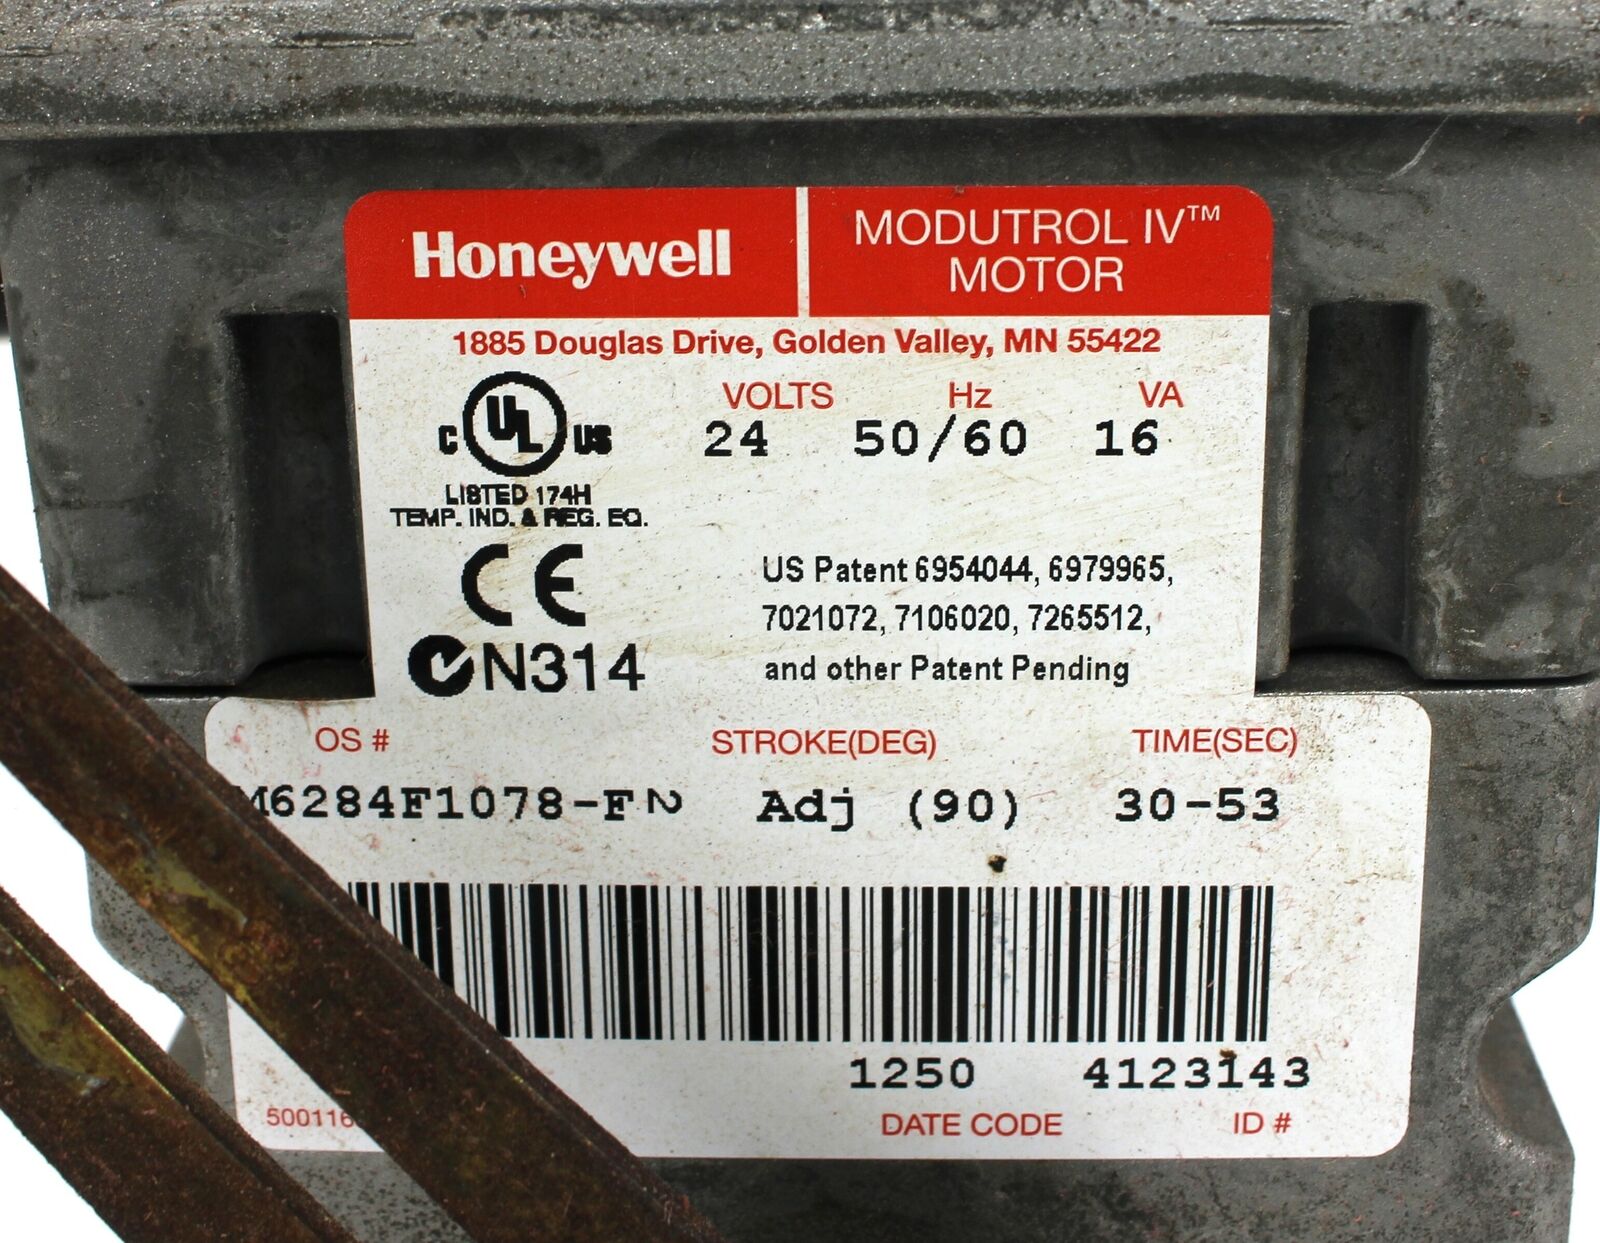 Honeywell
MODUTROL IV™
MOTOR
1885 Douglas Drive, Golden Valley, MN 55422
C UL US
LISTED 174H
TEMP. IND. & REG. EQ.
CE
N314
VOLTS Hz VA
24 50/60 16
US Patent 6954044, 6979965,
7021072, 7106020, 7265512,
and other Patent Pending
OS # STROKE(DEG) TIME(SEC)
M6284F1078-F2 Adj (90) 30-53
1250 4123143
DATE CODE ID #